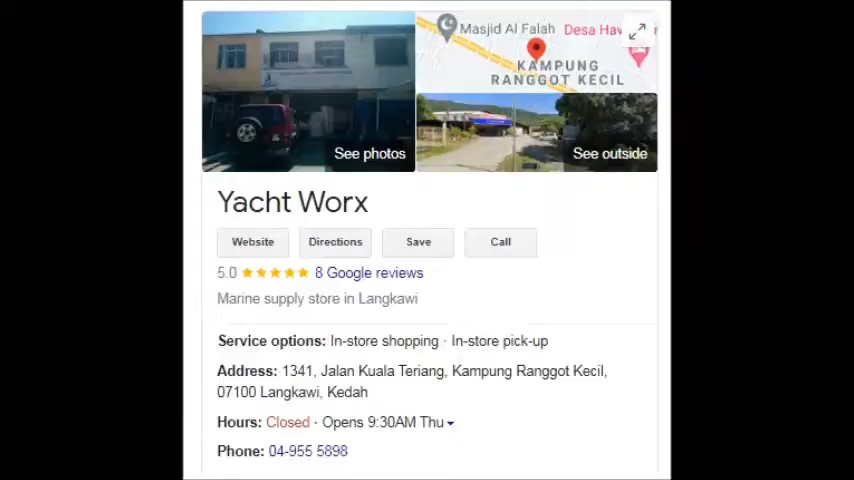 Masjid Al Falah
Desa Hav
KAMPUNG
RANGGOT KECIL
See photos
See outside
Yacht Worx
Website
Directions
Save
Call
5.0 8 Google reviews
Marine supply store in Langkawi
Service options: In-store shopping · In-store pick-up
Address: 1341, Jalan Kuala Teriang, Kampung Ranggot Kecil,
07100 Langkawi, Kedah
Hours: Closed · Opens 9:30AM Thu
Phone: 04-955 5898